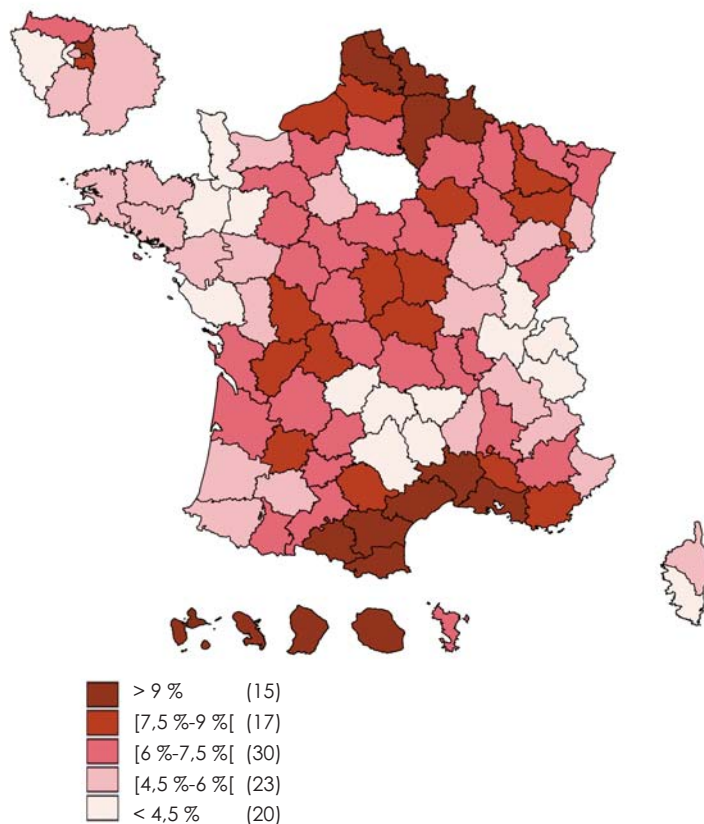 > 9 % (15)
[7,5 %-9 %[ (17)
[6 %-7,5 %[ (30)
[4,5 %-6 %[ (23)
< 4,5 % (20)